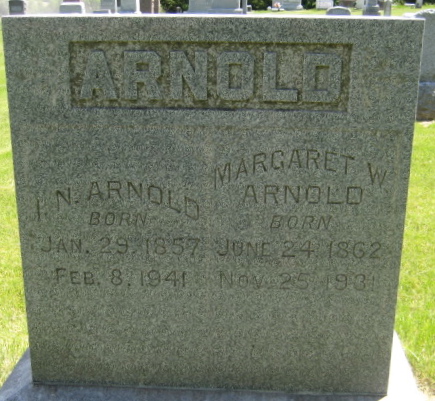 ARNOLD
I. N. ARNOLD
BORN
JAN. 29, 1857
FEB. 8, 1941
MARGARET W.
ARNOLD
BORN
JUNE 24, 1862
NOV. 25, 1931